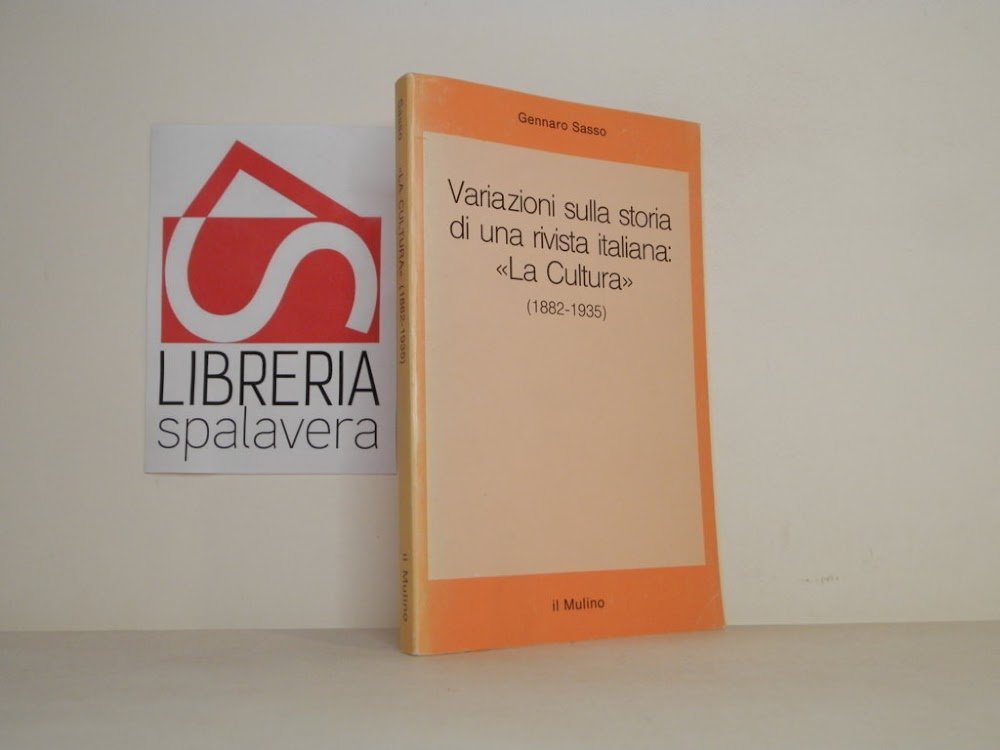 LIBRERIA
spalavera
Sasso «LA CULTURA» (1882-1935) il Mulino
Gennaro Sasso
Variazioni sulla storia
di una rivista italiana:
«La Cultura»
(1882-1935)
il Mulino